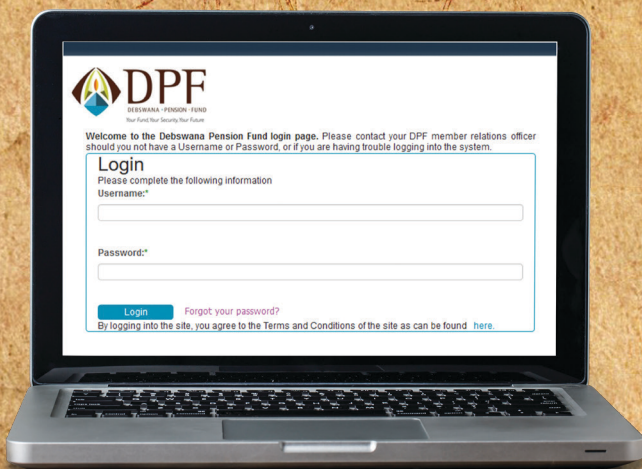 DPF
DEBSWANA • PENSION • FUND
Your Fund,Your Security,Your Future
Welcome to the Debswana Pension Fund login page. Please contact your DPF member relations officer
should you not have a Username or Password, or if you are having trouble logging into the system.
Login
Please complete the following information
Username:*
Password:*
Login Forgot your password?
By logging into the site, you agree to the Terms and Conditions of the site as can be found here.